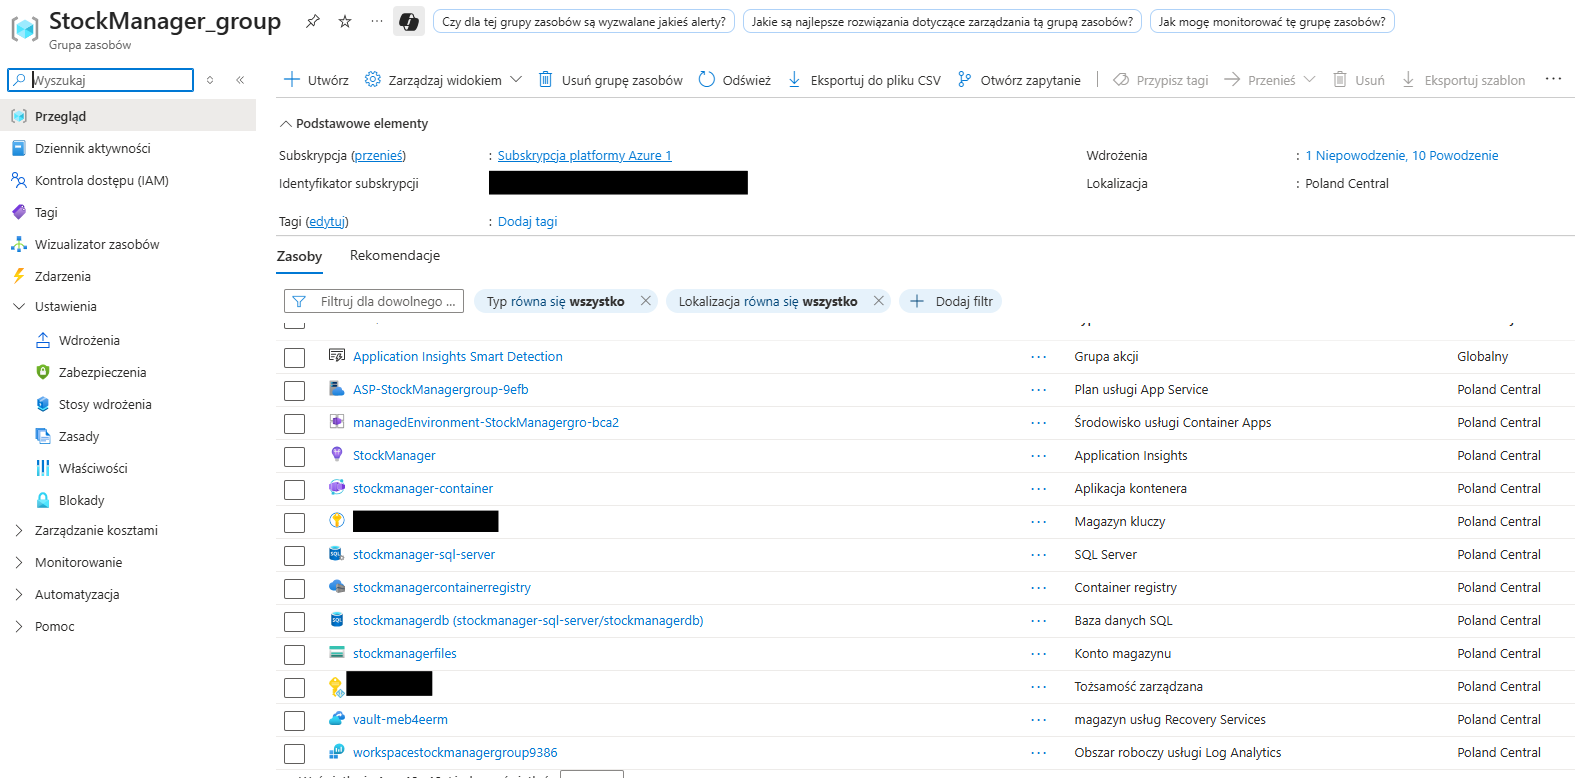 StockManager_group
Grupa zasobów
Czy dla tej grupy zasobów są wyzwalane jakieś alerty?
Jakie są najlepsze rozwiązania dotyczące zarządzania tą grupą zasobów?
Jak mogę monitorować tę grupę zasobów?
Wyszukaj
Utwórz
Zarządzaj widokiem
Usuń grupę zasobów
Odśwież
Eksportuj do pliku CSV
Otwórz zapytanie
Przypisz tagi
Przenieś
Usuń
Eksportuj szablon
Przegląd
Dziennik aktywności
Kontrola dostępu (IAM)
Tagi
Wizualizator zasobów
Zdarzenia
Ustawienia
Wdrożenia
Zabezpieczenia
Stosy wdrożenia
Zasady
Właściwości
Blokady
Zarządzanie kosztami
Monitorowanie
Automatyzacja
Pomoc
Podstawowe elementy
Subskrypcja (przenieś) : Subskrypcja platformy Azure 1
Identyfikator subskrypcji
Tagi (edytuj) : Dodaj tagi
Wdrożenia : 1 Niepowodzenie, 10 Powodzenie
Lokalizacja : Poland Central
Zasoby Rekomendacje
Filtruj dla dowolnego ... Typ równa się wszystko Lokalizacja równa się wszystko Dodaj filtr
Application Insights Smart Detection ... Grupa akcji Globalny
ASP-StockManagergroup-9efb ... Plan usługi App Service Poland Central
managedEnvironment-StockManagergro-bca2 ... Środowisko usługi Container Apps Poland Central
StockManager ... Application Insights Poland Central
stockmanager-container ... Aplikacja kontenera Poland Central
... Magazyn kluczy Poland Central
stockmanager-sql-server ... SQL Server Poland Central
stockmanagercontainerregistry ... Container registry Poland Central
stockmanagerdb (stockmanager-sql-server/stockmanagerdb) ... Baza danych SQL Poland Central
stockmanagerfiles ... Konto magazynu Poland Central
... Tożsamość zarządzana Poland Central
vault-meb4eerm ... magazyn usług Recovery Services Poland Central
workspacestockmanagergroup9386 ... Obszar roboczy usługi Log Analytics Poland Central